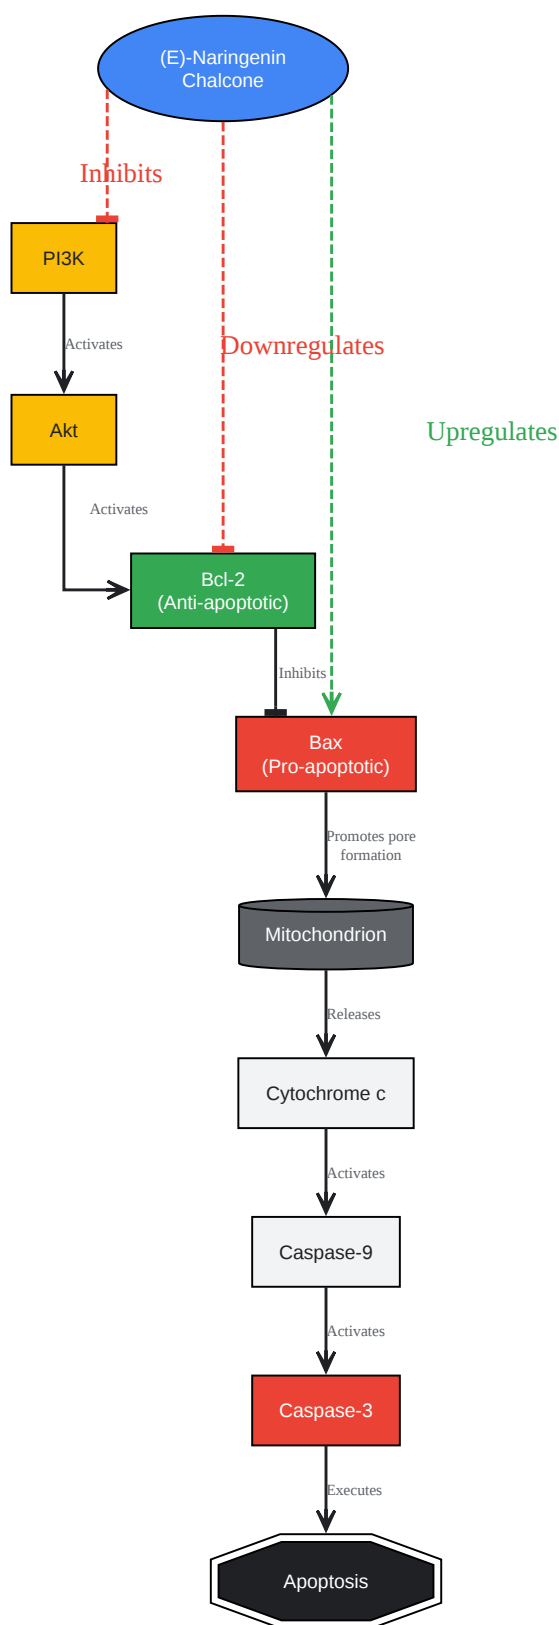 (E)-Naringenin
Chalcone
Inhibits
PI3K
Activates
Downregulates
Akt
Upregulates
Activates
Bcl-2
(Anti-apoptotic)
Inhibits
Bax
(Pro-apoptotic)
Promotes pore
formation
Mitochondrion
Releases
Cytochrome c
Activates
Caspase-9
Activates
Caspase-3
Executes
Apoptosis